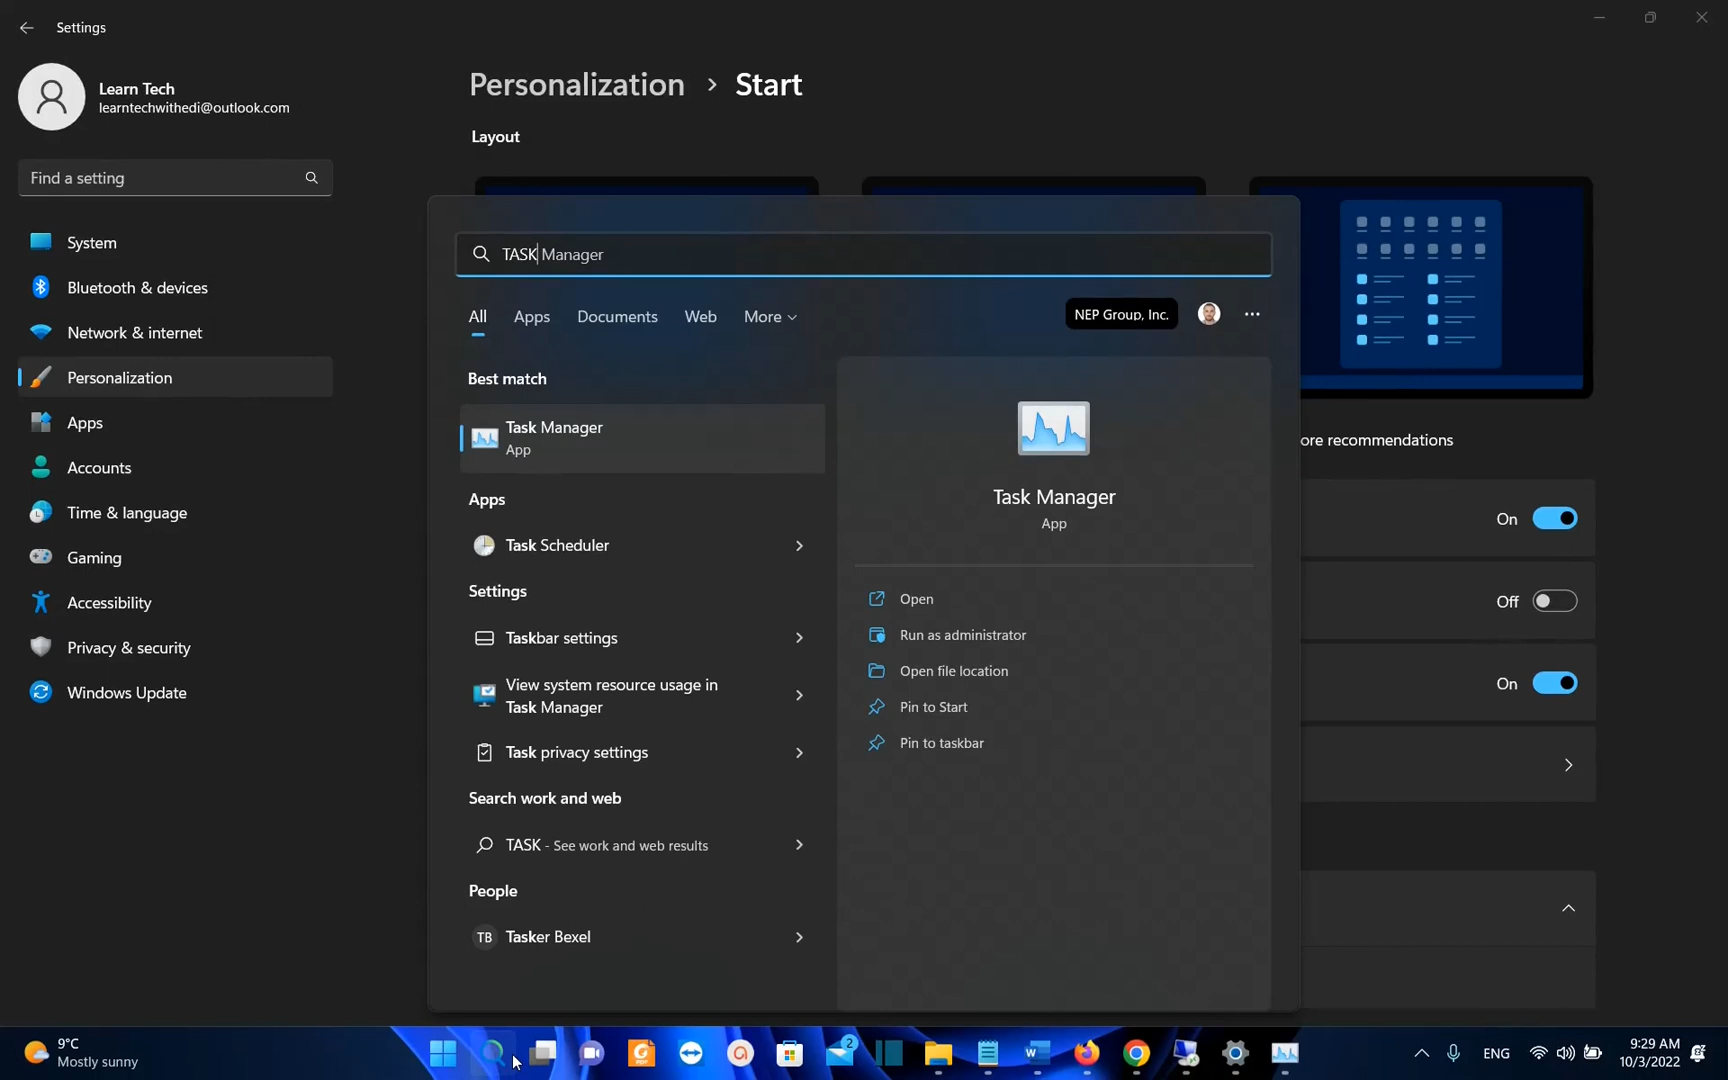 Settings
Learn Tech
learntechwithedi@outlook.com
Find a setting
System
Bluetooth & devices
Network & internet
Personalization
Apps
Accounts
Time & language
Gaming
Accessibility
Privacy & security
Windows Update
Personalization > Start
Layout
TASK Manager
All Apps Documents Web More
NEP Group, Inc.
Best match
Task Manager
App
Apps
Task Scheduler
Settings
Taskbar settings
View system resource usage in
Task Manager
Task privacy settings
Search work and web
TASK - See work and web results
People
TB Tasker Bexel
Task Manager
App
Open
Run as administrator
Open file location
Pin to Start
Pin to taskbar
ore recommendations
On
Off
On
9°C
Mostly sunny
2
ENG
9:29 AM
10/3/2022